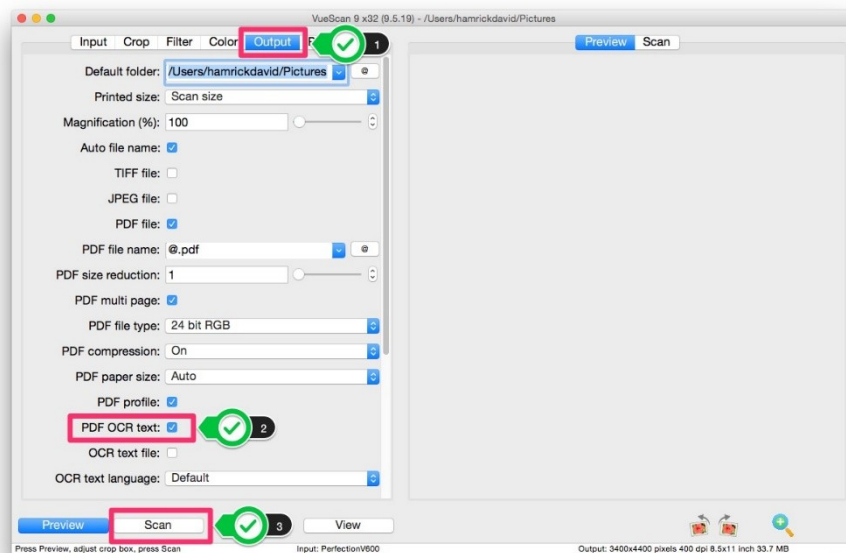 VueScan 9 x32 (9.5.19) - /Users/hamrickdavid/Pictures
Input Crop Filter Color Output 1
Preview Scan
Default folder: /Users/hamrickdavid/Pictures @
Printed size: Scan size
Magnification (%): 100
Auto file name:
TIFF file:
JPEG file:
PDF file:
PDF file name: @.pdf @
PDF size reduction: 1
PDF multi page:
PDF file type: 24 bit RGB
PDF compression: On
PDF paper size: Auto
PDF profile:
PDF OCR text: 2
OCR text file:
OCR text language: Default
Preview Scan 3 View
Press Preview, adjust crop box, press Scan Input: PerfectionV600 Output: 3400x4400 pixels 400 dpi 8.5x11 inch 33.7 MB